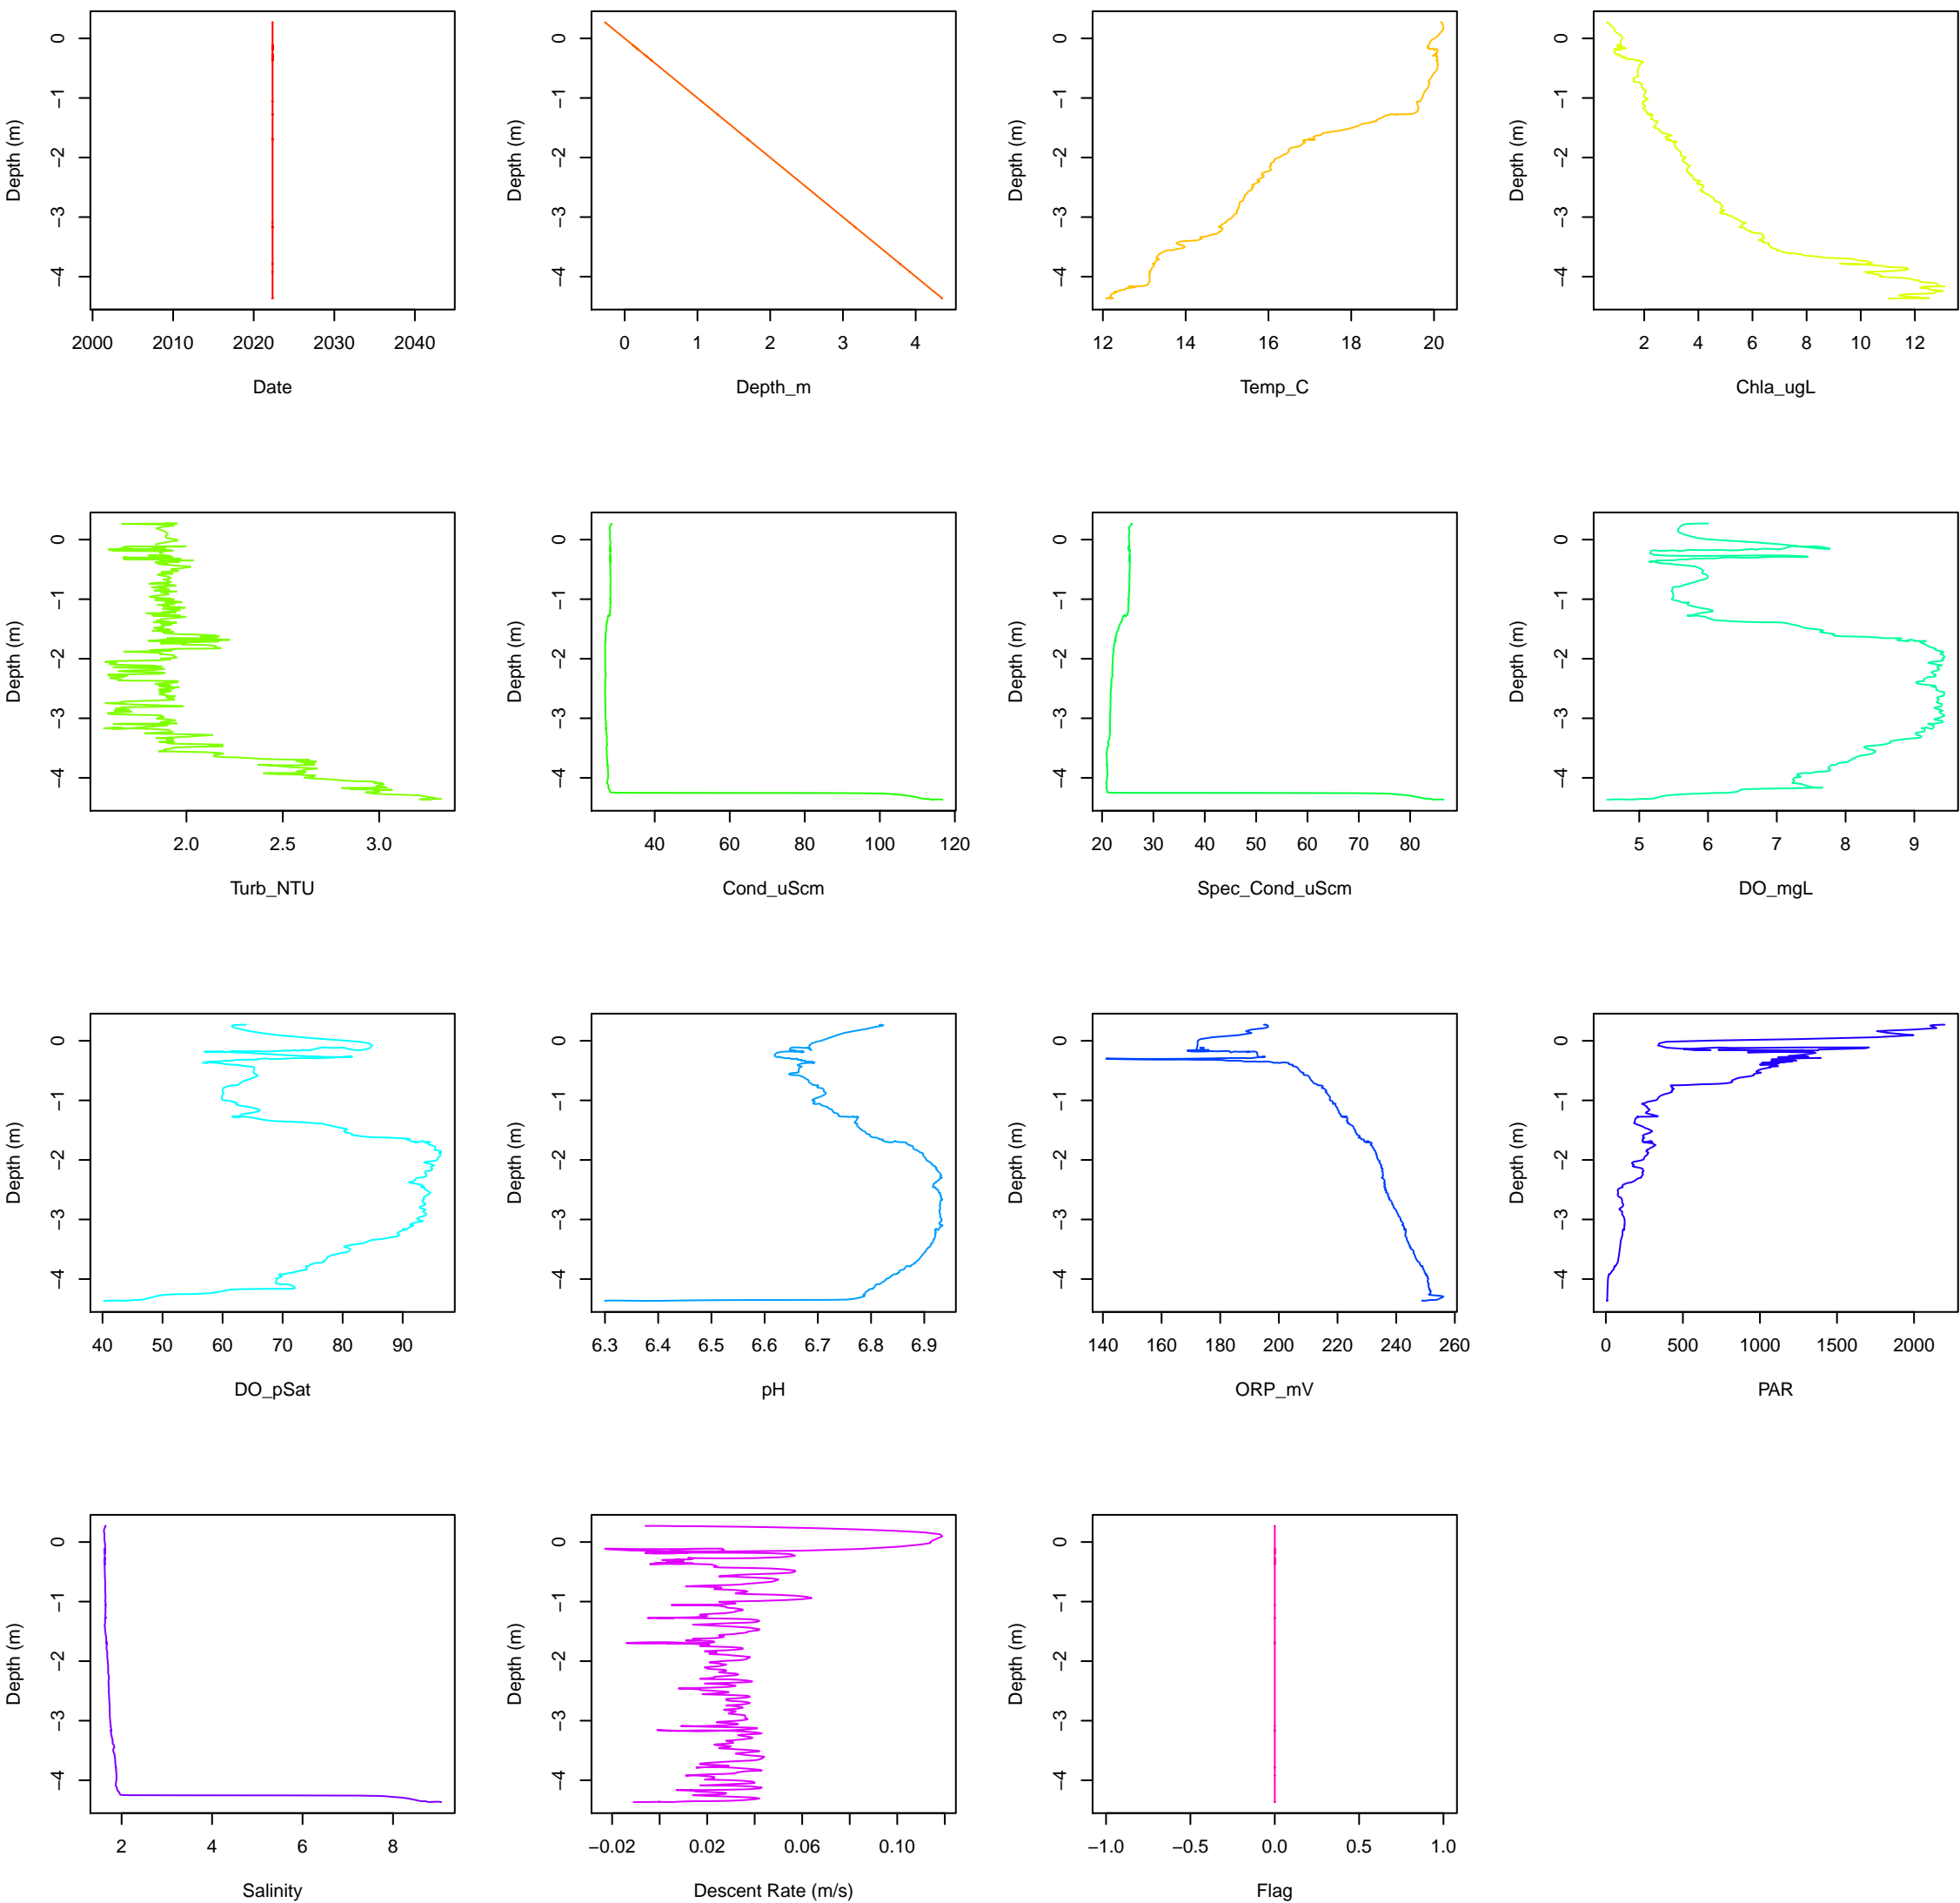 0 −1 −2 −3 −4 Depth (m)
2000 2010 2020 2030 2040
Date
0 −1 −2 −3 −4 Depth (m)
0 1 2 3 4
Depth_m
0 −1 −2 −3 −4 Depth (m)
12 14 16 18 20
Temp_C
0 −1 −2 −3 −4 Depth (m)
2 4 6 8 10 12
Chla_ugL
0 −1 −2 −3 −4 Depth (m)
2.0 2.5 3.0
Turb_NTU
0 −1 −2 −3 −4 Depth (m)
40 60 80 100 120
Cond_uScm
0 −1 −2 −3 −4 Depth (m)
20 30 40 50 60 70 80
Spec_Cond_uScm
0 −1 −2 −3 −4 Depth (m)
5 6 7 8 9
DO_mgL
0 −1 −2 −3 −4 Depth (m)
40 50 60 70 80 90
DO_pSat
0 −1 −2 −3 −4 Depth (m)
6.3 6.4 6.5 6.6 6.7 6.8 6.9
pH
0 −1 −2 −3 −4 Depth (m)
140 160 180 200 220 240 260
ORP_mV
0 −1 −2 −3 −4 Depth (m)
0 500 1000 1500 2000
PAR
0 −1 −2 −3 −4 Depth (m)
2 4 6 8
Salinity
0 −1 −2 −3 −4 Depth (m)
−0.02 0.02 0.06 0.10
Descent Rate (m/s)
0 −1 −2 −3 −4 Depth (m)
−1.0 −0.5 0.0 0.5 1.0
Flag